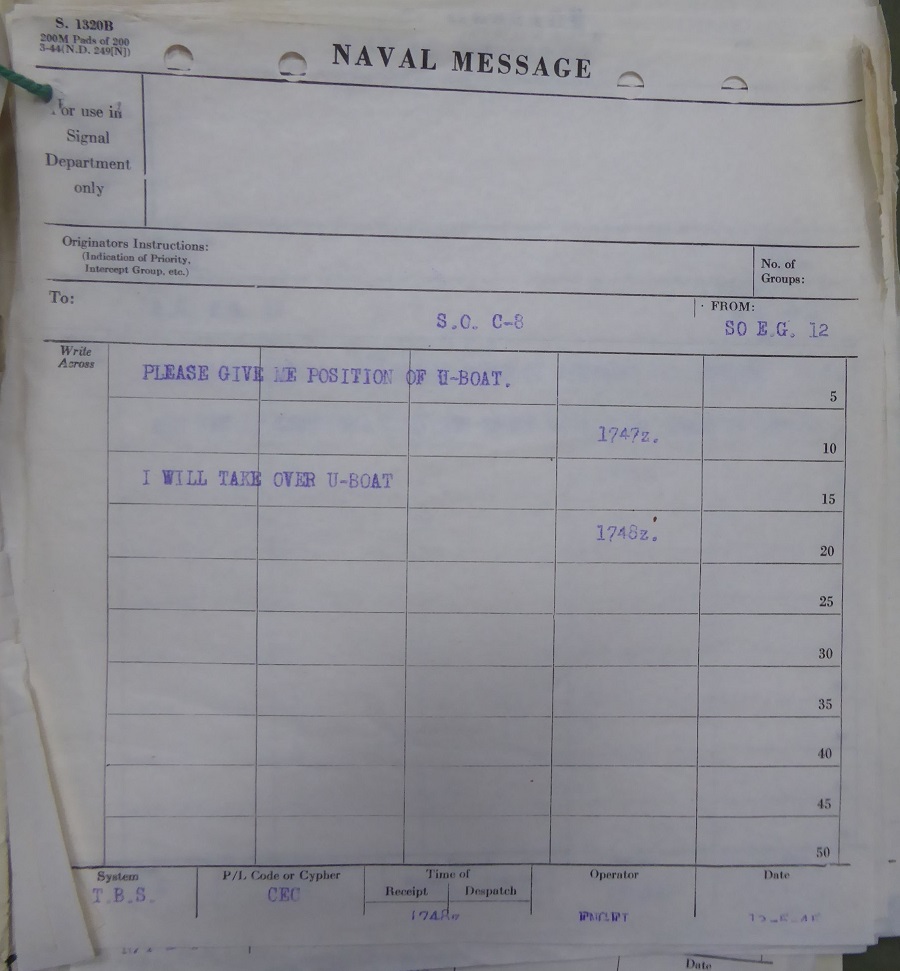 S. 1320B
200M Pads of 200
3-44(N.D. 249[N])
NAVAL MESSAGE
For use in
Signal
Department
only
Originators Instructions:
(Indication of Priority,
Intercept Group, etc.)
No. of
Groups:
To:
S.O. C-8
FROM:
SO E.G. 12
Write
Across
PLEASE GIVE ME POSITION OF U-BOAT.
5
1747z.
10
I WILL TAKE OVER U-BOAT
15
1748z.
20
25
30
35
40
45
50
System
P/L Code or Cypher
Time of
Operator
Date
Receipt
Despatch
T.B.S.
CEC
1748z
Date